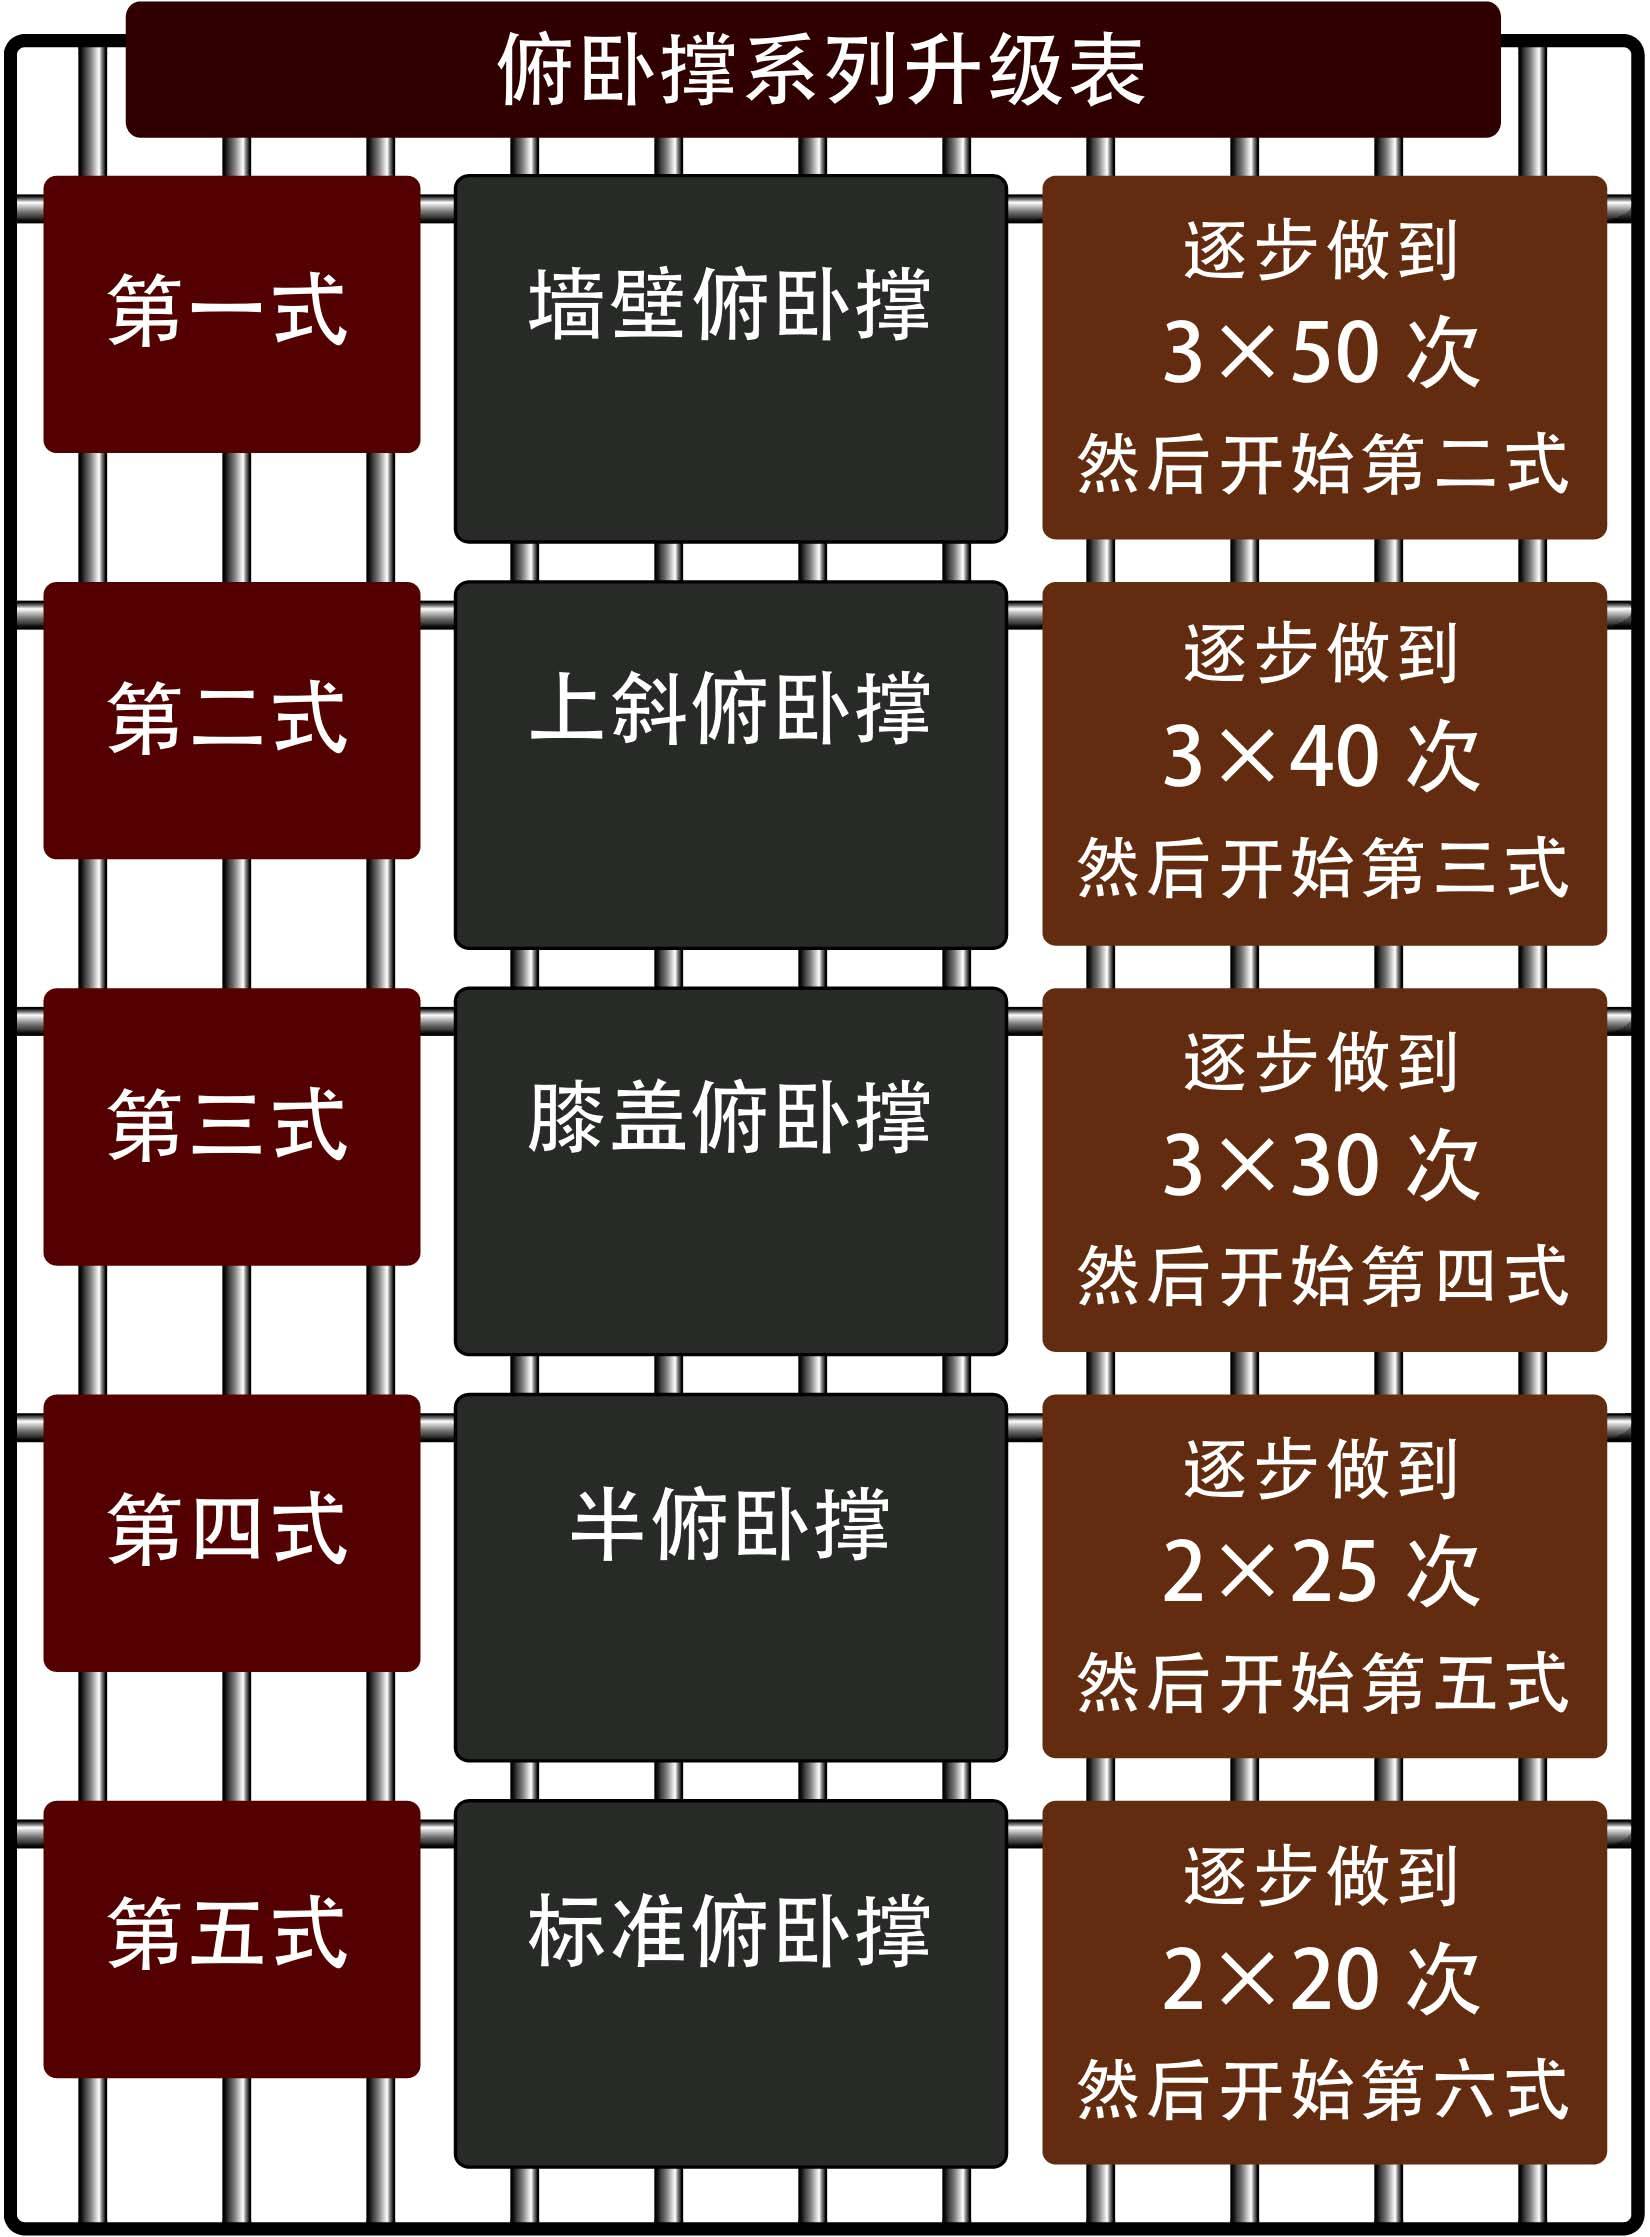 俯卧撑系列升级表
第一式
墙壁俯卧撑
逐步做到
3×50 次
然后开始第二式
第二式
上斜俯卧撑
逐步做到
3×40 次
然后开始第三式
第三式
膝盖俯卧撑
逐步做到
3×30 次
然后开始第四式
第四式
半俯卧撑
逐步做到
2×25 次
然后开始第五式
第五式
标准俯卧撑
逐步做到
2×20 次
然后开始第六式